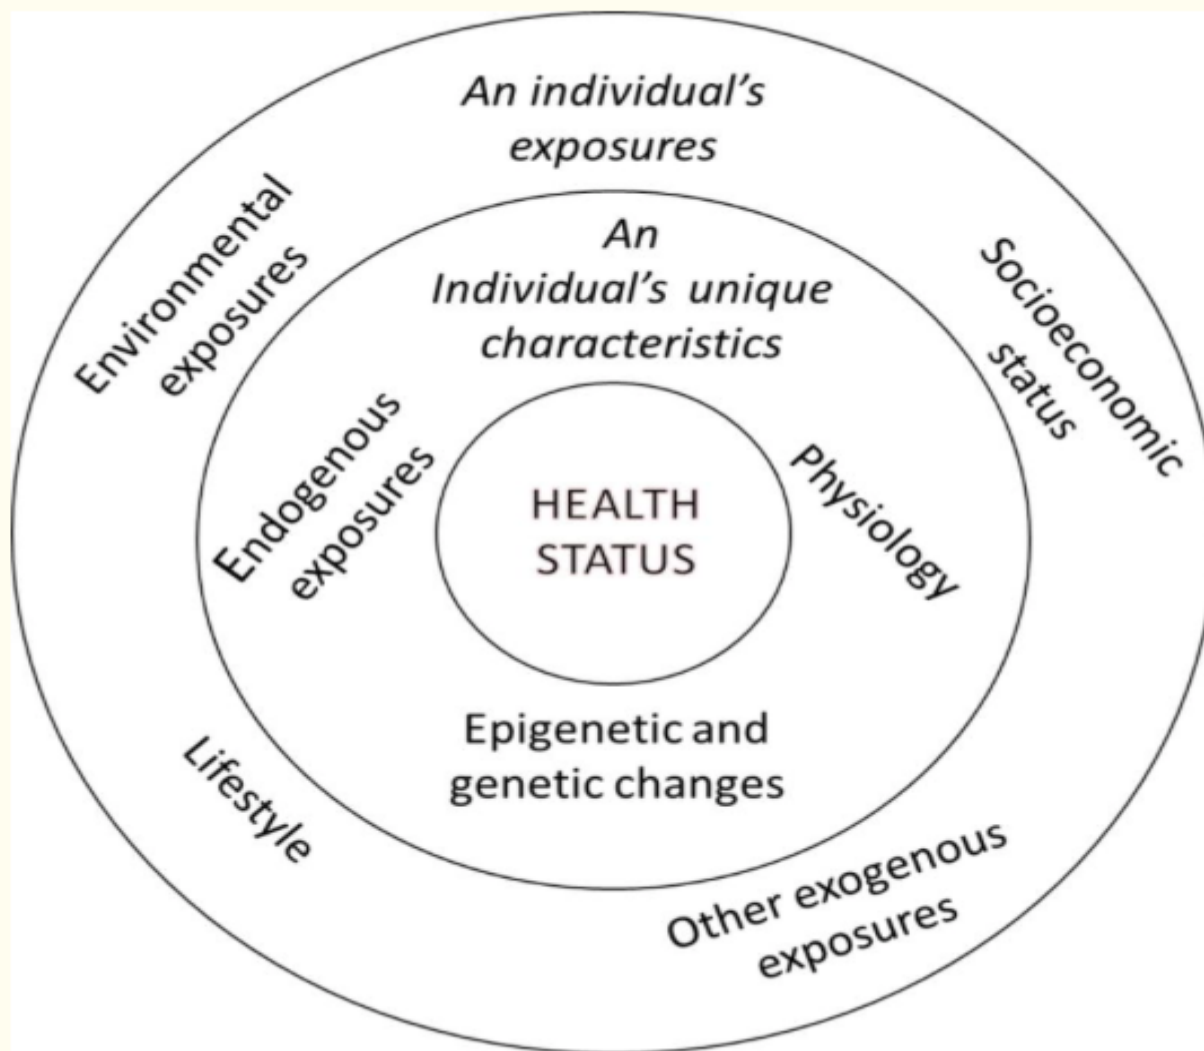 An individual's
exposures
Environmental
exposures
Socioeconomic
status
An
Individual's unique
characteristics
Endogenous
exposures
Physiology
HEALTH
STATUS
Epigenetic and
genetic changes
Lifestyle
Other exogenous
exposures